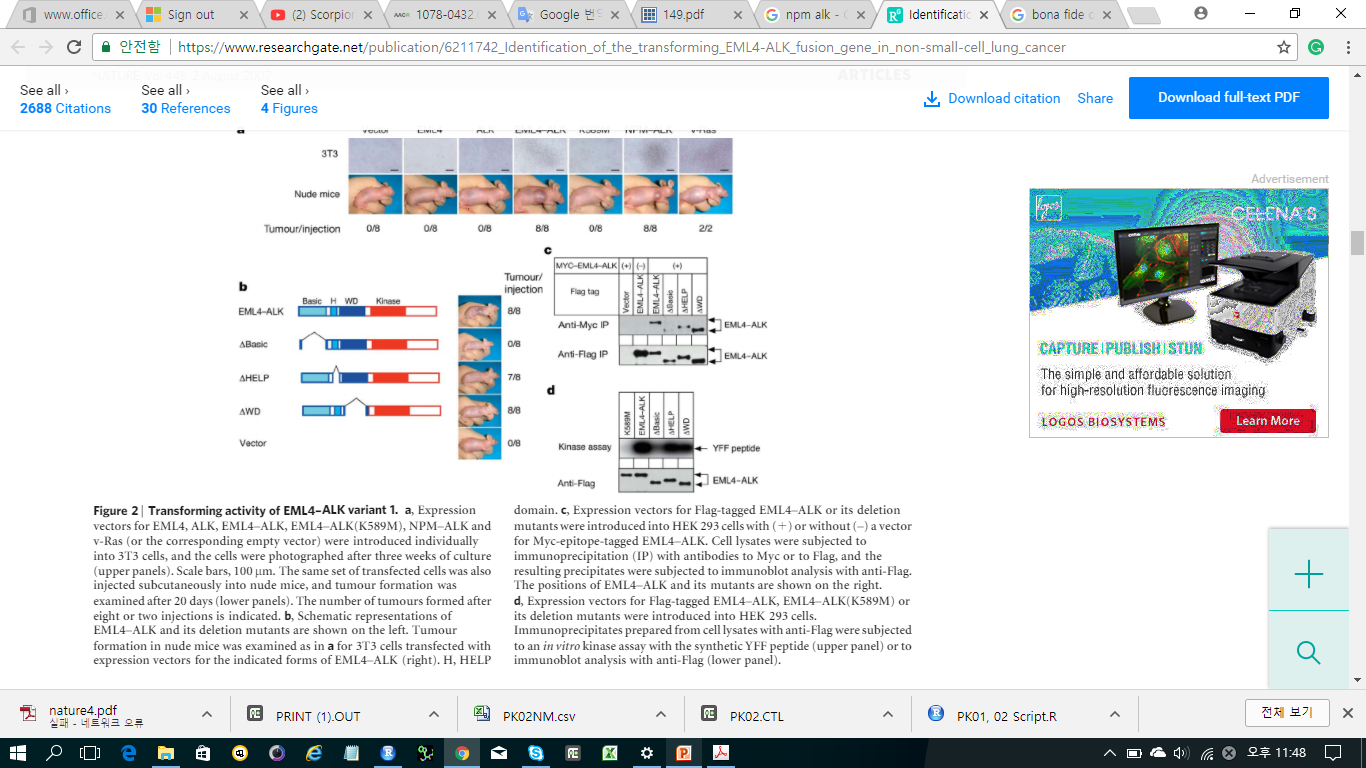 www.office.
Sign out
(2) Scorpior
1078-0432.
Google 번역
149.pdf
npm alk - G
Identificatio
bona fide
안전함
https://www.researchgate.net/publication/6211742_Identification_of_the_transforming_EML4-ALK_fusion_gene_in_non-small-cell_lung_cancer
ARTICLES
See all ›
See all ›
See all ›
2688 Citations
30 References
4 Figures
Download citation
Share
Download full-text PDF
a
Vector EML4 ALK EML4–ALK K589M NPM–ALK v-Ras
3T3
Nude mice
Tumour/injection 0/8 0/8 0/8 8/8 0/8 8/8 2/2
b
Basic H WD Kinase
Tumour/
injection
EML4–ALK 8/8
ΔBasic 0/8
ΔHELP 7/8
ΔWD 8/8
Vector 0/8
c
MYC–EML4–ALK (+) (–) (+)
Flag tag Vector EML4–ALK EML4–ALK ΔBasic ΔHELP ΔWD
Anti-Myc IP EML4–ALK
Anti-Flag IP EML4–ALK
d
K589M EML4–ALK ΔBasic ΔHELP ΔWD
Kinase assay YFF peptide
Anti-Flag EML4–ALK
Figure 2 | Transforming activity of EML4–ALK variant 1. a, Expression
vectors for EML4, ALK, EML4–ALK, EML4–ALK(K589M), NPM–ALK and
v-Ras (or the corresponding empty vector) were introduced individually
into 3T3 cells, and the cells were photographed after three weeks of culture
(upper panels). Scale bars, 100 μm. The same set of transfected cells was also
injected subcutaneously into nude mice, and tumour formation was
examined after 20 days (lower panels). The number of tumours formed after
eight or two injections is indicated. b, Schematic representations of
EML4–ALK and its deletion mutants are shown on the left. Tumour
formation in nude mice was examined as in a for 3T3 cells transfected with
expression vectors for the indicated forms of EML4–ALK (right). H, HELP
domain. c, Expression vectors for Flag-tagged EML4–ALK or its deletion
mutants were introduced into HEK 293 cells with (+) or without (–) a vector
for Myc-epitope-tagged EML4–ALK. Cell lysates were subjected to
immunoprecipitation (IP) with antibodies to Myc or to Flag, and the
resulting precipitates were subjected to immunoblot analysis with anti-Flag.
The positions of EML4–ALK and its mutants are shown on the right.
d, Expression vectors for Flag-tagged EML4–ALK, EML4–ALK(K589M) or
its deletion mutants were introduced into HEK 293 cells.
Immunoprecipitates prepared from cell lysates with anti-Flag were subjected
to an in vitro kinase assay with the synthetic YFF peptide (upper panel) or to
immunoblot analysis with anti-Flag (lower panel).
Advertisement
logos
CELENA S
CAPTURE | PUBLISH | STUN
The simple and affordable solution
for high-resolution fluorescence imaging
LOGOS BIOSYSTEMS
Learn More
nature4.pdf
실패 - 네트워크 오류
PRINT (1).OUT
PK02NM.csv
PK02.CTL
PK01, 02 Script.R
전체 보기
오후 11:48